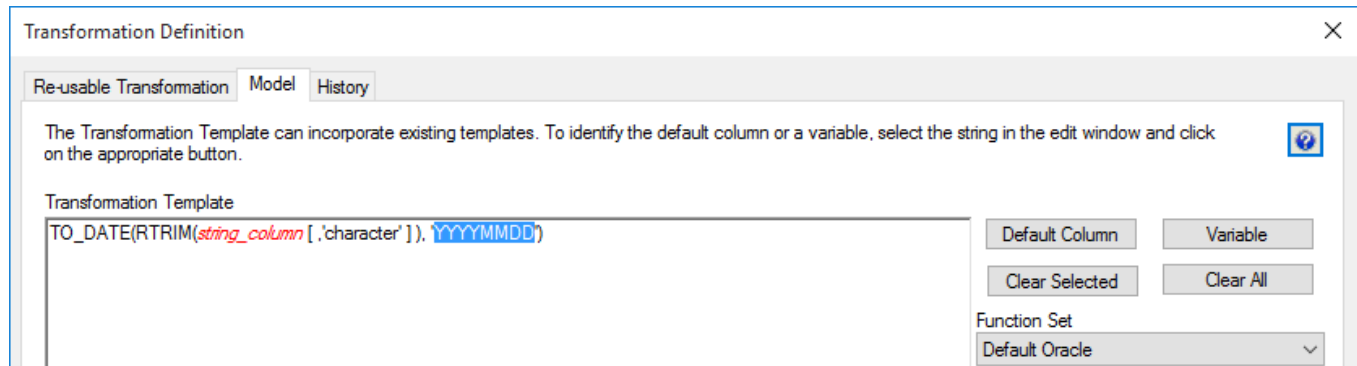 Transformation Definition
Re-usable Transformation Model History
The Transformation Template can incorporate existing templates. To identify the default column or a variable, select the string in the edit window and click
on the appropriate button.
Transformation Template
TO_DATE(RTRIM(string_column [ ,'character' ] ), 'YYYYMMDD')
Default Column Variable
Clear Selected Clear All
Function Set
Default Oracle